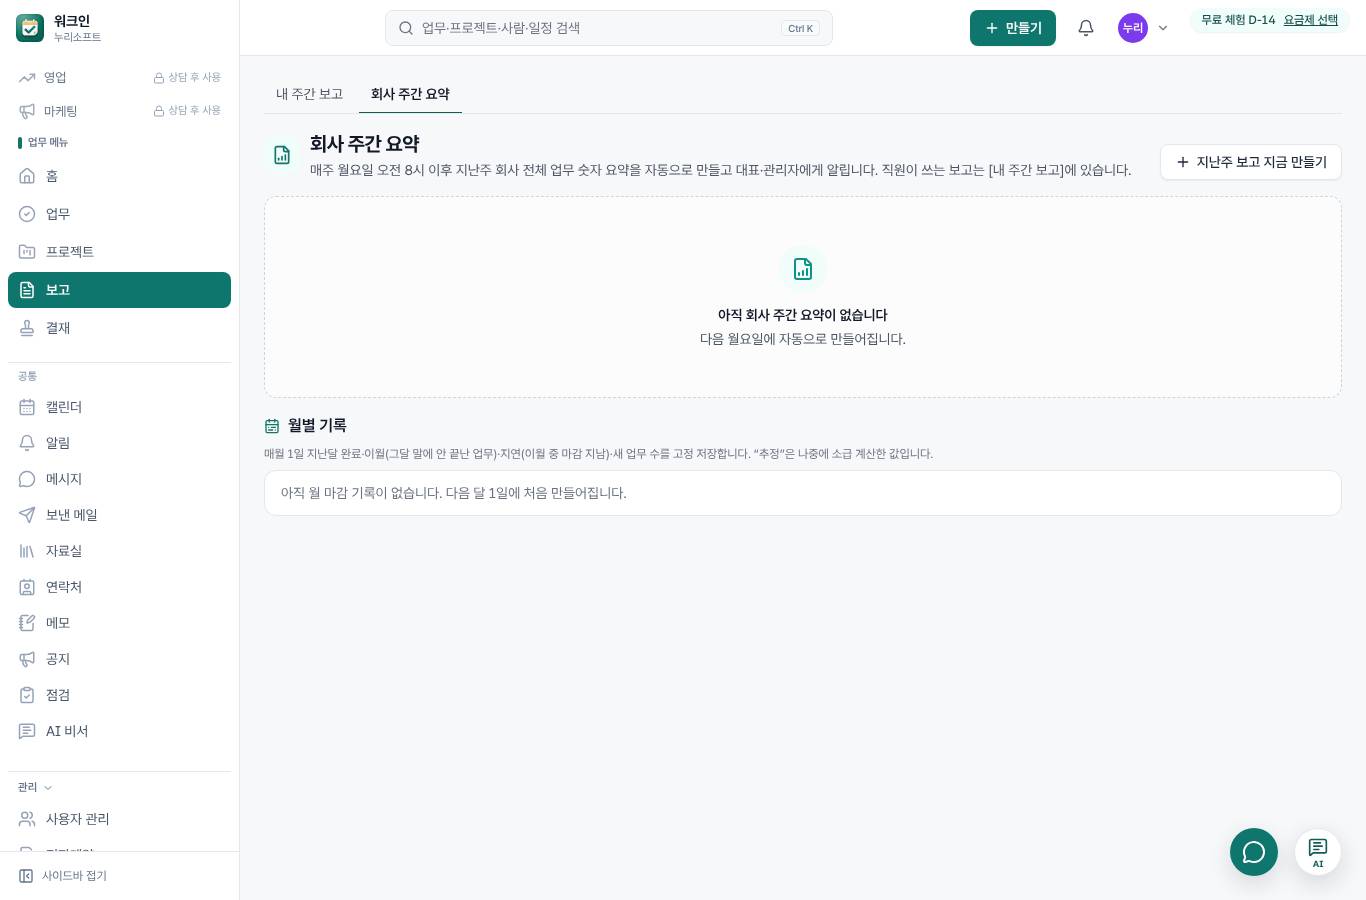 워크인
누리소프트
업무·프로젝트·사람·일정 검색
Ctrl K
만들기
누리
무료 체험 D-14 요금제 선택
영업
상담 후 사용
마케팅
상담 후 사용
업무 메뉴
홈
업무
프로젝트
보고
결재
공통
캘린더
알림
메시지
보낸 메일
자료실
연락처
메모
공지
점검
AI 비서
관리
사용자 관리
사이드바 접기
내 주간 보고
회사 주간 요약
회사 주간 요약
매주 월요일 오전 8시 이후 지난주 회사 전체 업무 숫자 요약을 자동으로 만들고 대표·관리자에게 알립니다. 직원이 쓰는 보고는 [내 주간 보고]에 있습니다.
지난주 보고 지금 만들기
아직 회사 주간 요약이 없습니다
다음 월요일에 자동으로 만들어집니다.
월별 기록
매월 1일 지난달 완료·이월(그달 말에 안 끝난 업무)·지연(이월 중 마감 지남)·새 업무 수를 고정 저장합니다. “추정”은 나중에 소급 계산한 값입니다.
아직 월 마감 기록이 없습니다. 다음 달 1일에 처음 만들어집니다.
AI